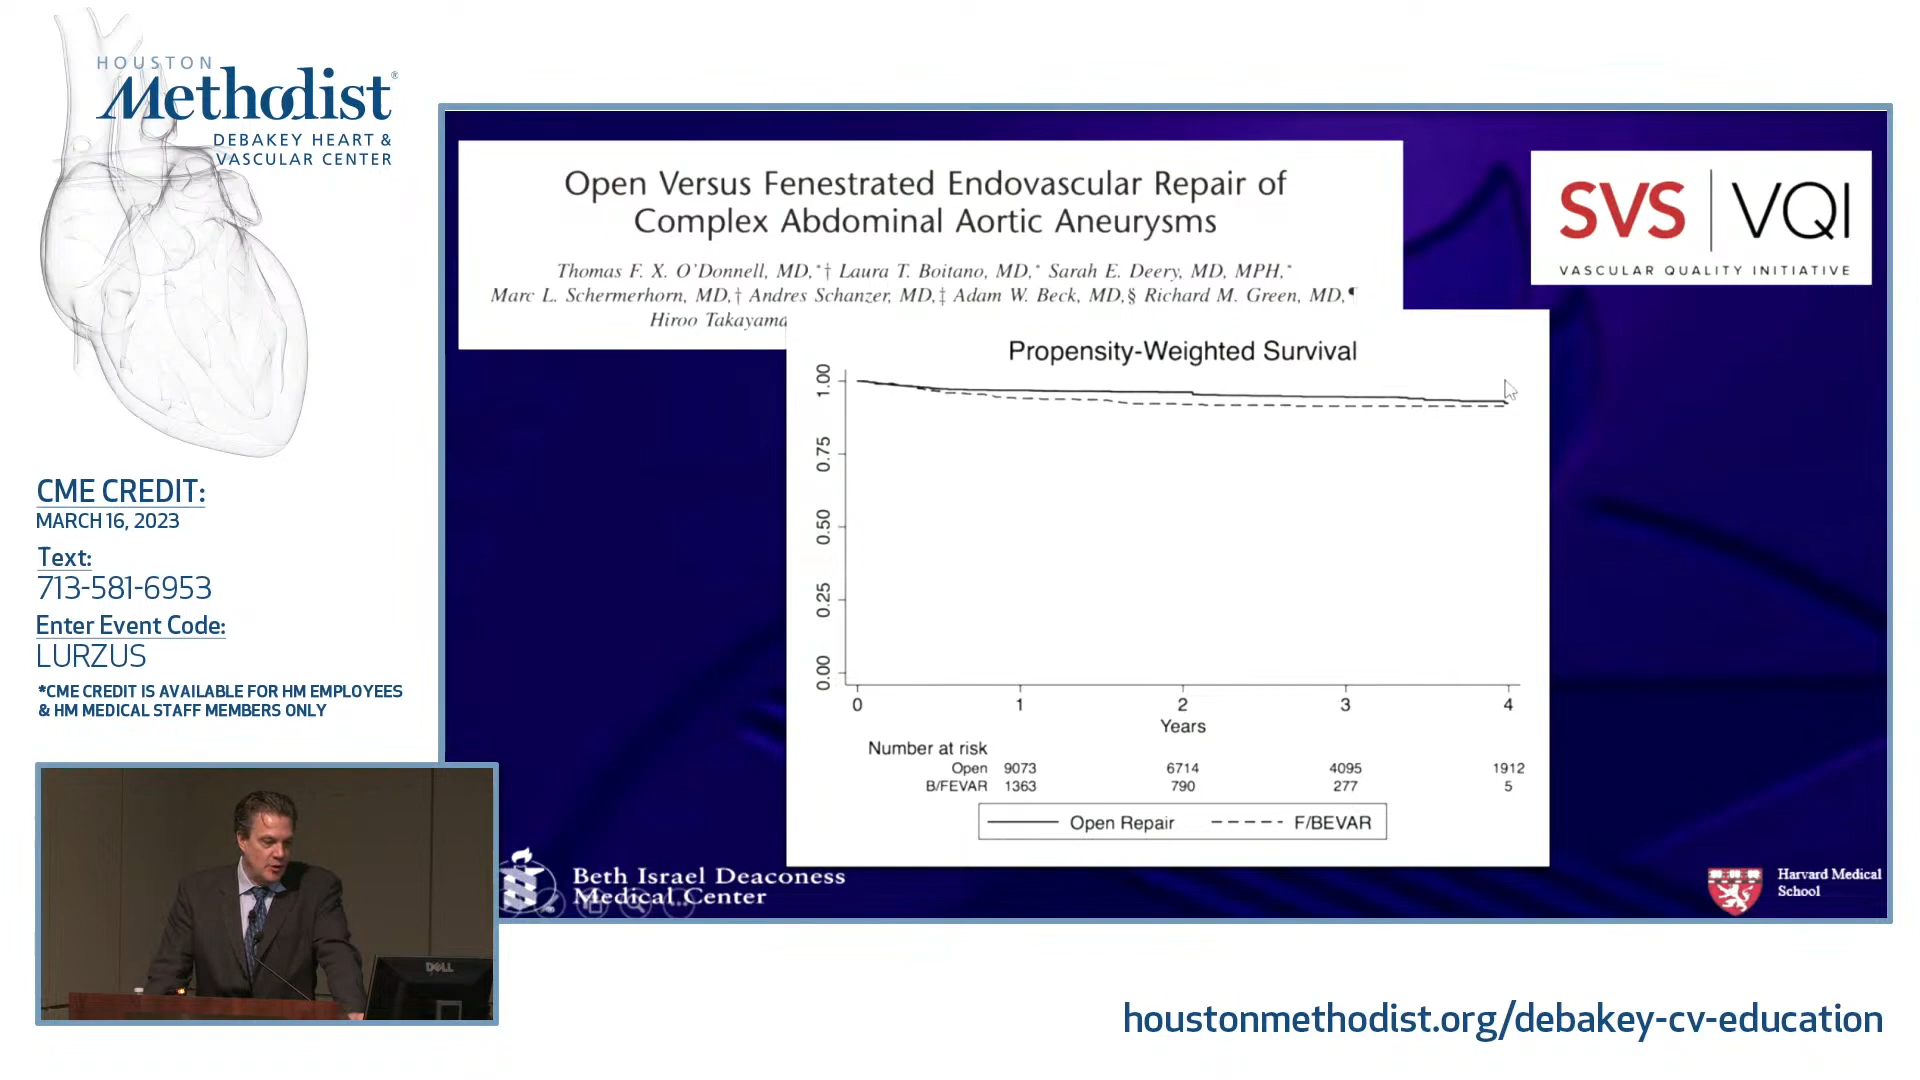 HOUSTON
Methodist®
DEBAKEY HEART &
VASCULAR CENTER
CME CREDIT:
MARCH 16, 2023
Text:
713-581-6953
Enter Event Code:
LURZUS
*CME CREDIT IS AVAILABLE FOR HM EMPLOYEES
& HM MEDICAL STAFF MEMBERS ONLY
Open Versus Fenestrated Endovascular Repair of
Complex Abdominal Aortic Aneurysms
Thomas F. X. O'Donnell, MD,*† Laura T. Boitano, MD,* Sarah E. Deery, MD, MPH,*
Marc L. Schermerhorn, MD,† Andres Schanzer, MD,‡ Adam W. Beck, MD,§ Richard M. Green, MD,¶
Hiroo Takayama
SVS | VQI
VASCULAR QUALITY INITIATIVE
Propensity-Weighted Survival
1.00
0.75
0.50
0.25
0.00
0 1 2 3 4
Years
Number at risk
Open 9073 6714 4095 1912
B/FEVAR 1363 790 277 5
Open Repair F/BEVAR
Beth Israel Deaconess
Medical Center
Harvard Medical
School
DELL
houstonmethodist.org/debakey-cv-education